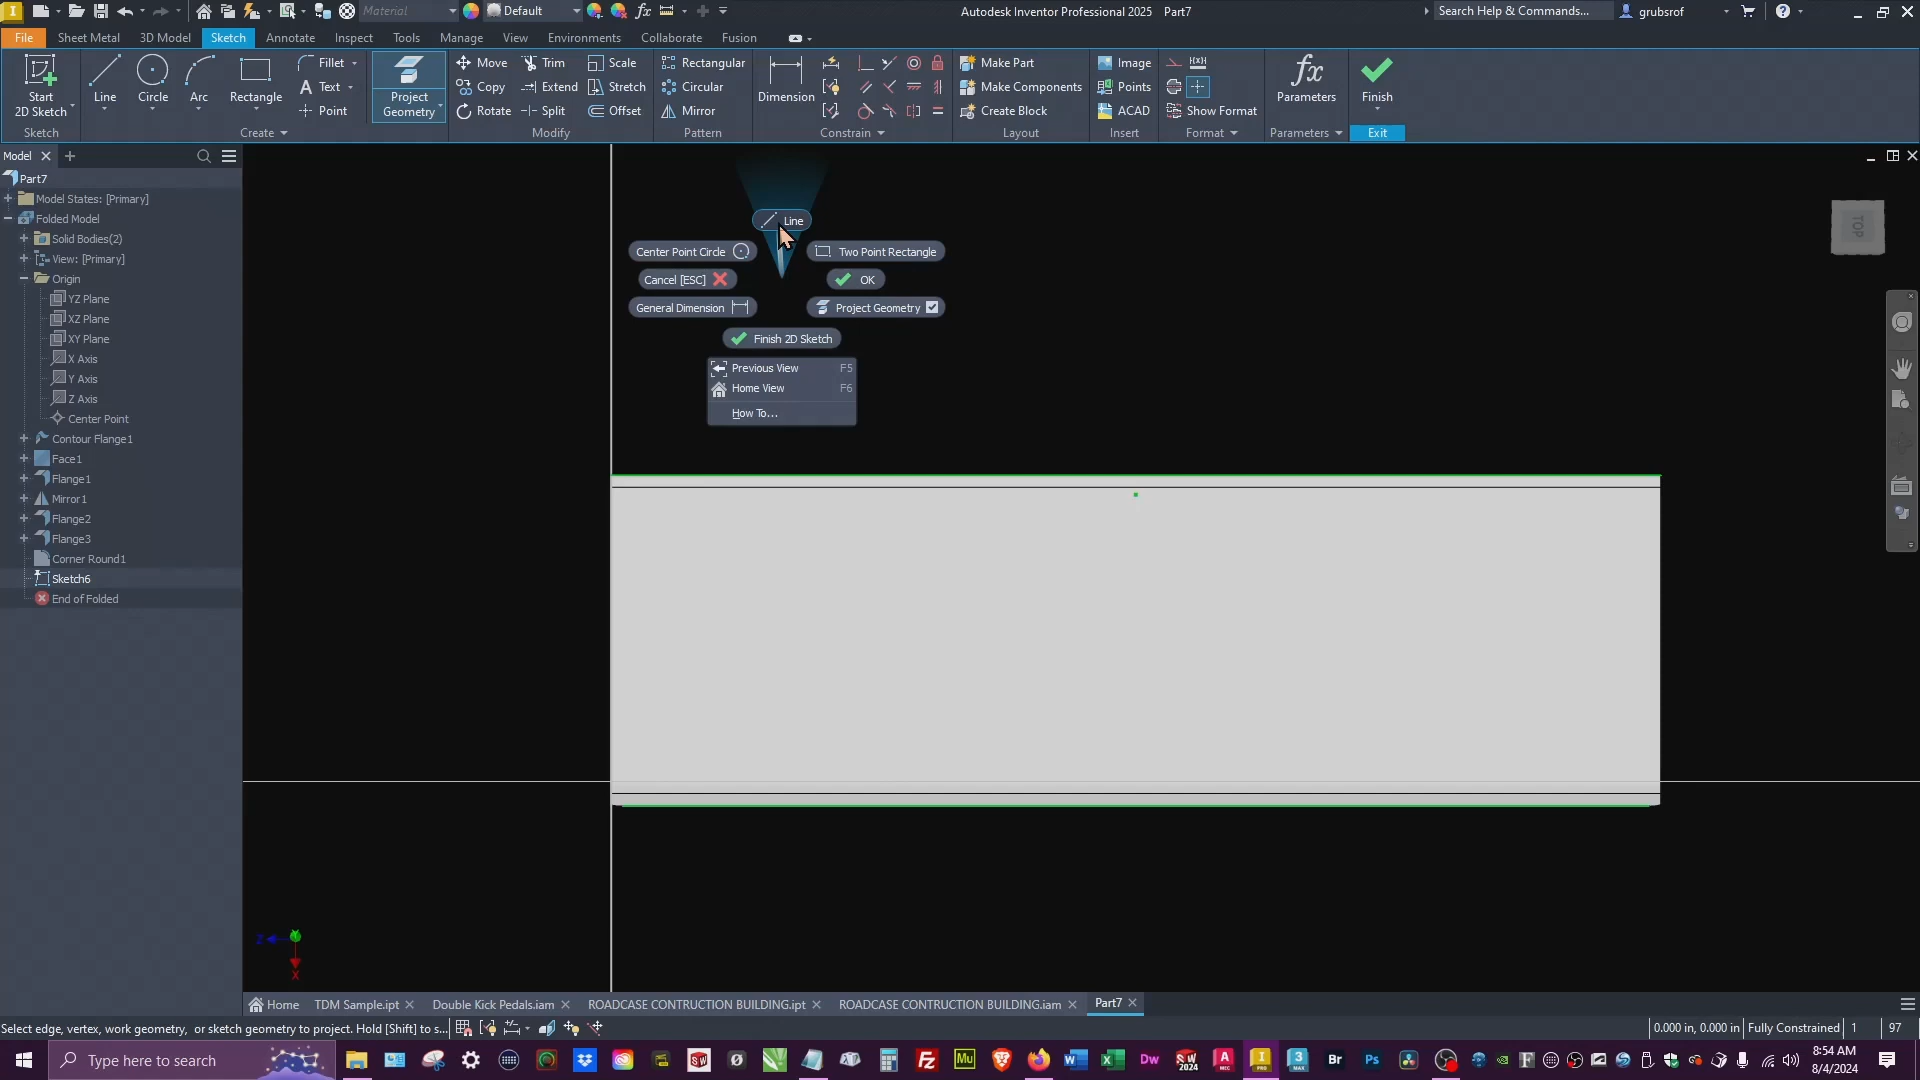 Material
Default
Autodesk Inventor Professional 2025 Part7
Search Help & Commands...
grubsrof
File
Sheet Metal
3D Model
Sketch
Annotate
Inspect
Tools
Manage
View
Environments
Collaborate
Fusion
Start
2D Sketch
Line
Circle
Arc
Rectangle
Fillet
Text
Point
Project
Geometry
Move
Copy
Rotate
Trim
Extend
Split
Scale
Stretch
Offset
Rectangular
Circular
Mirror
Dimension
Make Part
Make Components
Create Block
Image
Points
ACAD
Show Format
Parameters
Finish
Sketch
Create
Modify
Pattern
Constrain
Layout
Insert
Format
Parameters
Exit
Model
Part7
Model States: [Primary]
Folded Model
Solid Bodies(2)
View: [Primary]
Origin
YZ Plane
XZ Plane
XY Plane
X Axis
Y Axis
Z Axis
Center Point
Contour Flange1
Face1
Flange1
Mirror1
Flange2
Flange3
Corner Round1
Sketch6
End of Folded
Line
Center Point Circle
Two Point Rectangle
Cancel [ESC]
OK
General Dimension
Project Geometry
Finish 2D Sketch
Previous View F5
Home View F6
How To...
TOP
Z
Y
X
Home
TDM Sample.ipt
Double Kick Pedals.iam
ROADCASE CONTRUCTION BUILDING.ipt
ROADCASE CONTRUCTION BUILDING.iam
Part7
Select edge, vertex, work geometry, or sketch geometry to project. Hold [Shift] to s...
0.000 in, 0.000 in
Fully Constrained
1
97
Type here to search
8:54 AM
8/4/2024